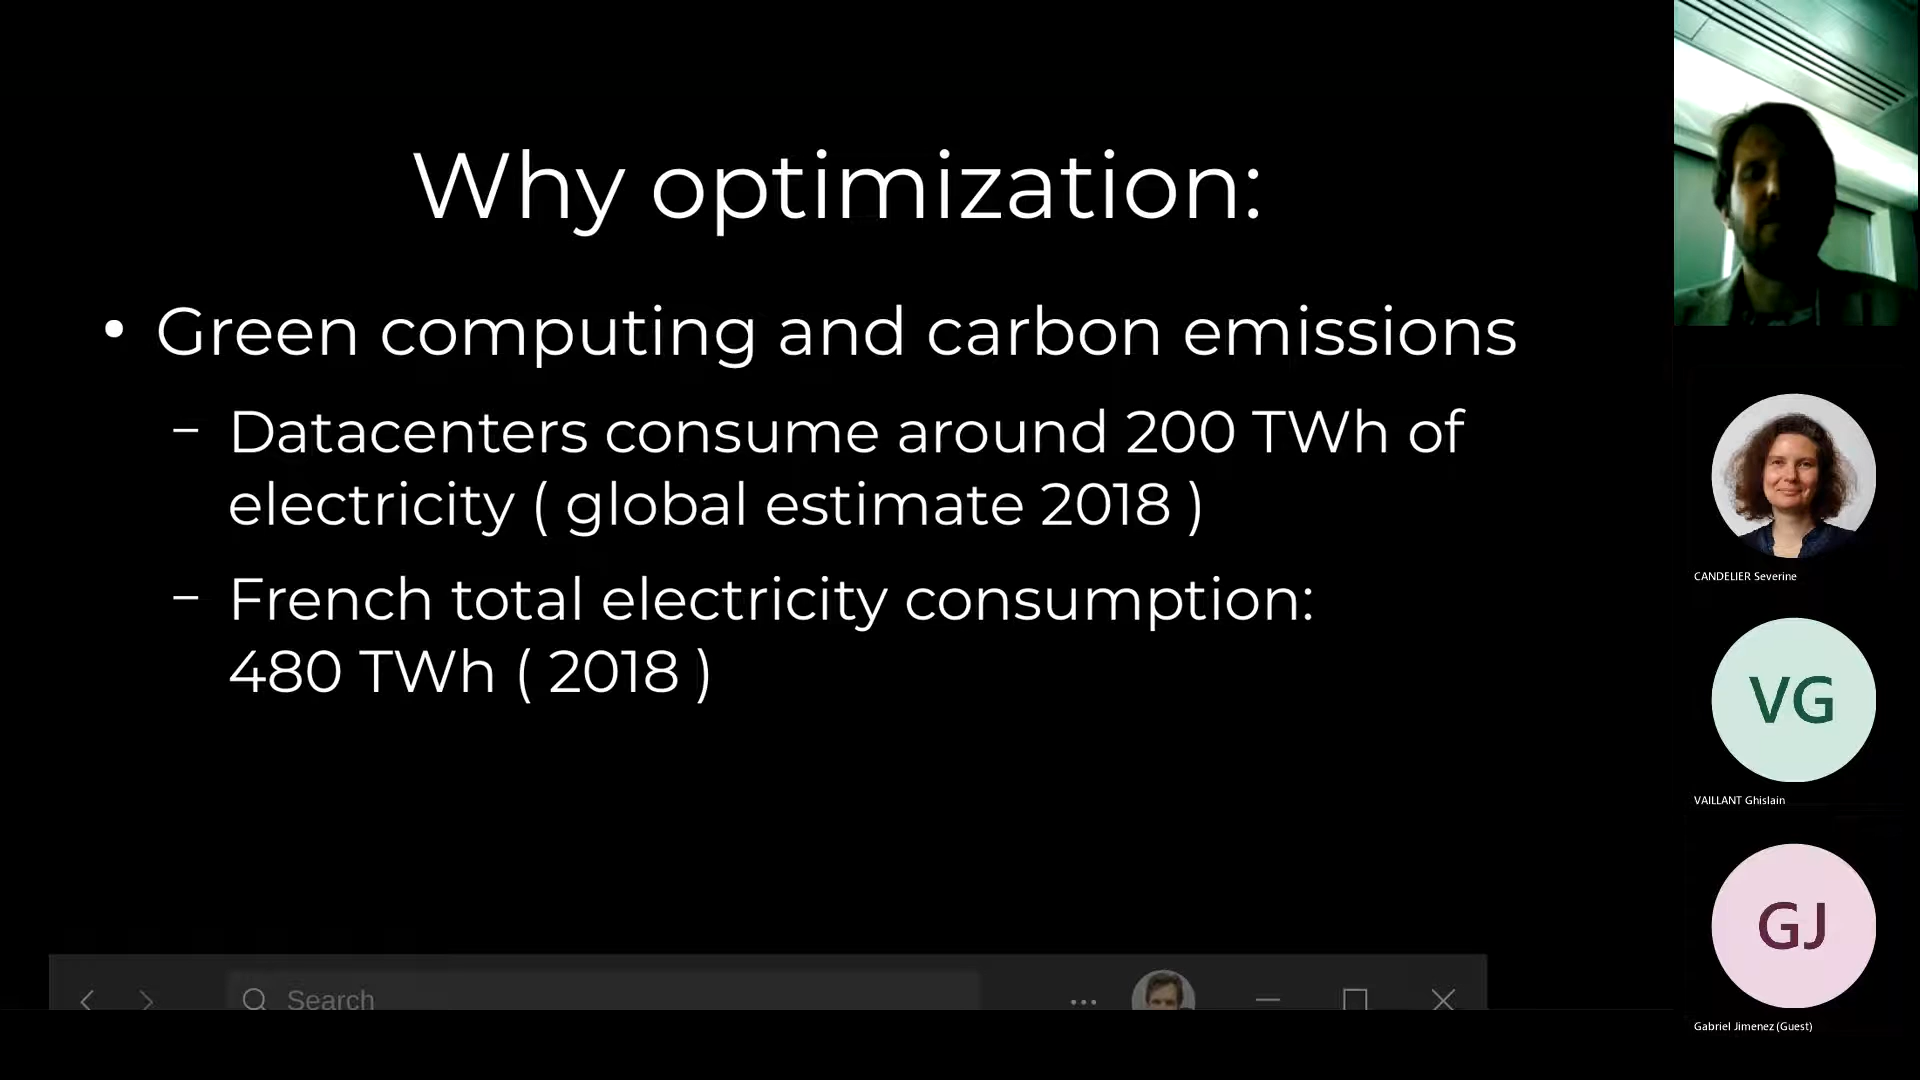 Why optimization:
• Green computing and carbon emissions
– Datacenters consume around 200 TWh of
electricity ( global estimate 2018 )
– French total electricity consumption:
480 TWh ( 2018 )
Search
CANDELIER Severine
VG
VAILLANT Ghislain
GJ
Gabriel Jimenez (Guest)